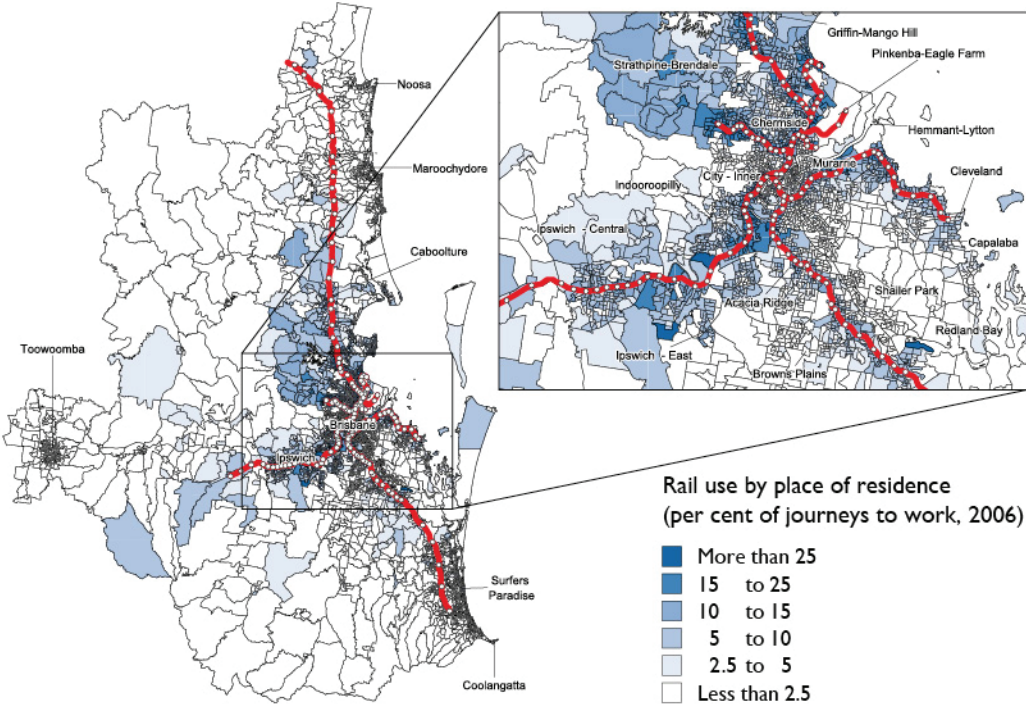 Noosa
Maroochydore
Caboolture
Toowoomba
Brisbane
Ipswich
Surfers
Paradise
Coolangatta
Griffin-Mango Hill
Pinkenba-Eagle Farm
Strathpine-Brendale
Chermside
Hemmant-Lytton
Murarrie
City - Inner
Cleveland
Indooroopilly
Ipswich - Central
Capalaba
Shailer Park
Acacia Ridge
Redland Bay
Ipswich - East
Browns Plains
Rail use by place of residence
(per cent of journeys to work, 2006)
More than 25
15 to 25
10 to 15
5 to 10
2.5 to 5
Less than 2.5